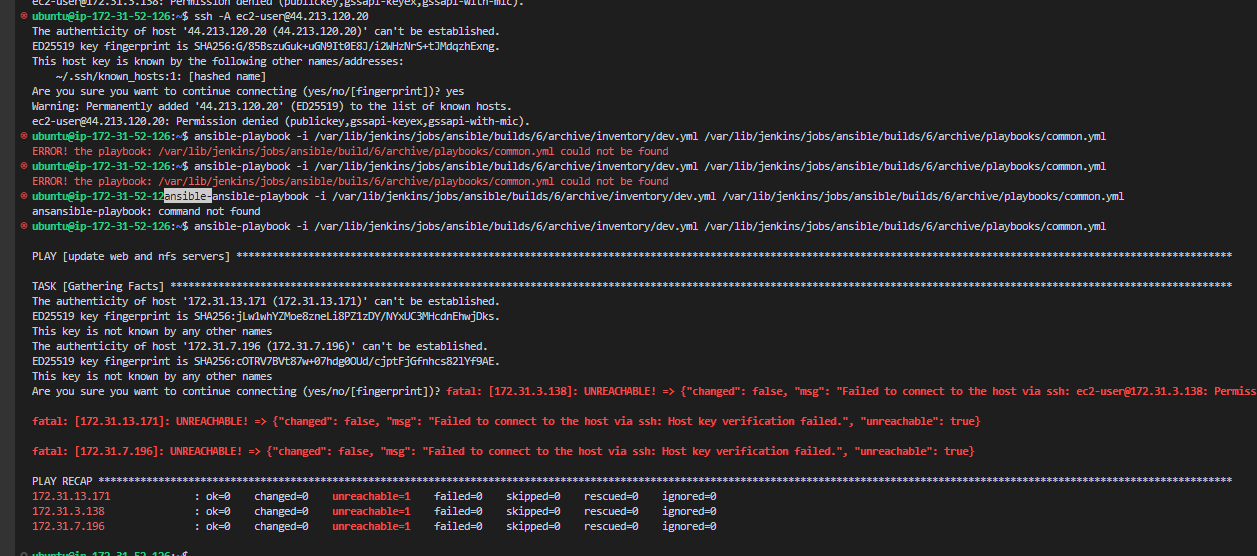 ec2-user@172.31.3.138: Permission denied (publickey,gssapi-keyex,gssapi-with-mic).
ubuntu@ip-172-31-52-126:~$ ssh -A ec2-user@44.213.120.20
The authenticity of host '44.213.120.20 (44.213.120.20)' can't be established.
ED25519 key fingerprint is SHA256:G/85BszuGuk+uGN9It0E8J/i2WHzNrS+tJMdqzhExng.
This host key is known by the following other names/addresses:
    ~/.ssh/known_hosts:1: [hashed name]
Are you sure you want to continue connecting (yes/no/[fingerprint])? yes
Warning: Permanently added '44.213.120.20' (ED25519) to the list of known hosts.
ec2-user@44.213.120.20: Permission denied (publickey,gssapi-keyex,gssapi-with-mic).
ubuntu@ip-172-31-52-126:~$ ansible-playbook -i /var/lib/jenkins/jobs/ansible/builds/6/archive/inventory/dev.yml /var/lib/jenkins/jobs/ansible/builds/6/archive/playbooks/common.yml
ERROR! the playbook: /var/lib/jenkins/jobs/ansible/build/6/archive/playbooks/common.yml could not be found
ubuntu@ip-172-31-52-126:~$ ansible-playbook -i /var/lib/jenkins/jobs/ansible/builds/6/archive/inventory/dev.yml /var/lib/jenkins/jobs/ansible/builds/6/archive/playbooks/common.yml
ERROR! the playbook: /var/lib/jenkins/jobs/ansible/buils/6/archive/playbooks/common.yml could not be found
ubuntu@ip-172-31-52-12ansible-ansible-playbook -i /var/lib/jenkins/jobs/ansible/builds/6/archive/inventory/dev.yml /var/lib/jenkins/jobs/ansible/builds/6/archive/playbooks/common.yml
ansansible-playbook: command not found
ubuntu@ip-172-31-52-126:~$ ansible-playbook -i /var/lib/jenkins/jobs/ansible/builds/6/archive/inventory/dev.yml /var/lib/jenkins/jobs/ansible/builds/6/archive/playbooks/common.yml
PLAY [update web and nfs servers] **********************************************************************************************************************************************************************
TASK [Gathering Facts] *********************************************************************************************************************************************************************************
The authenticity of host '172.31.13.171 (172.31.13.171)' can't be established.
ED25519 key fingerprint is SHA256:jLw1whYZMoe8zneLi8PZ1zDY/NYxUC3MHcdnEhwjDks.
This key is not known by any other names
The authenticity of host '172.31.7.196 (172.31.7.196)' can't be established.
ED25519 key fingerprint is SHA256:cOTRV7BVt87w+07hdg0OUd/cjptFjGfnhcs82lYf9AE.
This key is not known by any other names
Are you sure you want to continue connecting (yes/no/[fingerprint])? fatal: [172.31.3.138]: UNREACHABLE! => {"changed": false, "msg": "Failed to connect to the host via ssh: ec2-user@172.31.3.138: Permiss
fatal: [172.31.13.171]: UNREACHABLE! => {"changed": false, "msg": "Failed to connect to the host via ssh: Host key verification failed.", "unreachable": true}
fatal: [172.31.7.196]: UNREACHABLE! => {"changed": false, "msg": "Failed to connect to the host via ssh: Host key verification failed.", "unreachable": true}
PLAY RECAP *********************************************************************************************************************************************************************************************
172.31.13.171              : ok=0    changed=0    unreachable=1    failed=0    skipped=0    rescued=0    ignored=0
172.31.3.138               : ok=0    changed=0    unreachable=1    failed=0    skipped=0    rescued=0    ignored=0
172.31.7.196               : ok=0    changed=0    unreachable=1    failed=0    skipped=0    rescued=0    ignored=0
ubuntu@ip-172-31-52-126:~$